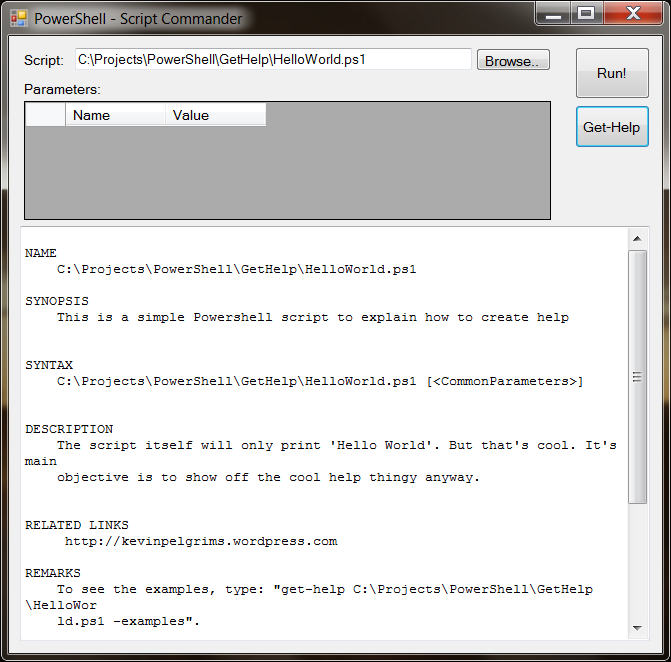 PowerShell - Script Commander
Script: C:\Projects\PowerShell\GetHelp\HelloWorld.ps1 Browse.. Run!
Parameters: Get-Help
Name Value
NAME
C:\Projects\PowerShell\GetHelp\HelloWorld.ps1
SYNOPSIS
This is a simple Powershell script to explain how to create help
SYNTAX
C:\Projects\PowerShell\GetHelp\HelloWorld.ps1 [<CommonParameters>]
DESCRIPTION
The script itself will only print 'Hello World'. But that's cool. It's
main
objective is to show off the cool help thingy anyway.
RELATED LINKS
http://kevinpelgrims.wordpress.com
REMARKS
To see the examples, type: "get-help C:\Projects\PowerShell\GetHelp
\HelloWor
ld.ps1 -examples".